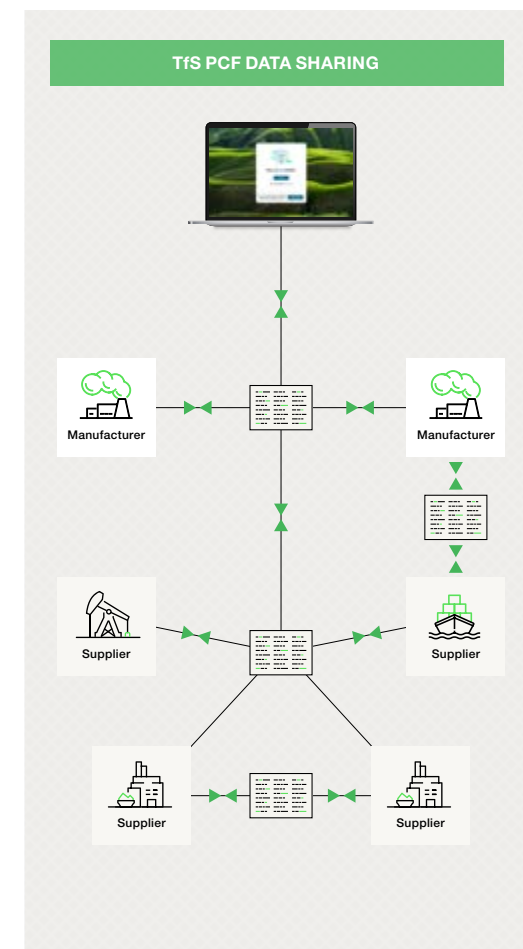 TfS PCF DATA SHARING
Manufacturer
Manufacturer
Supplier
Supplier
Supplier
Supplier